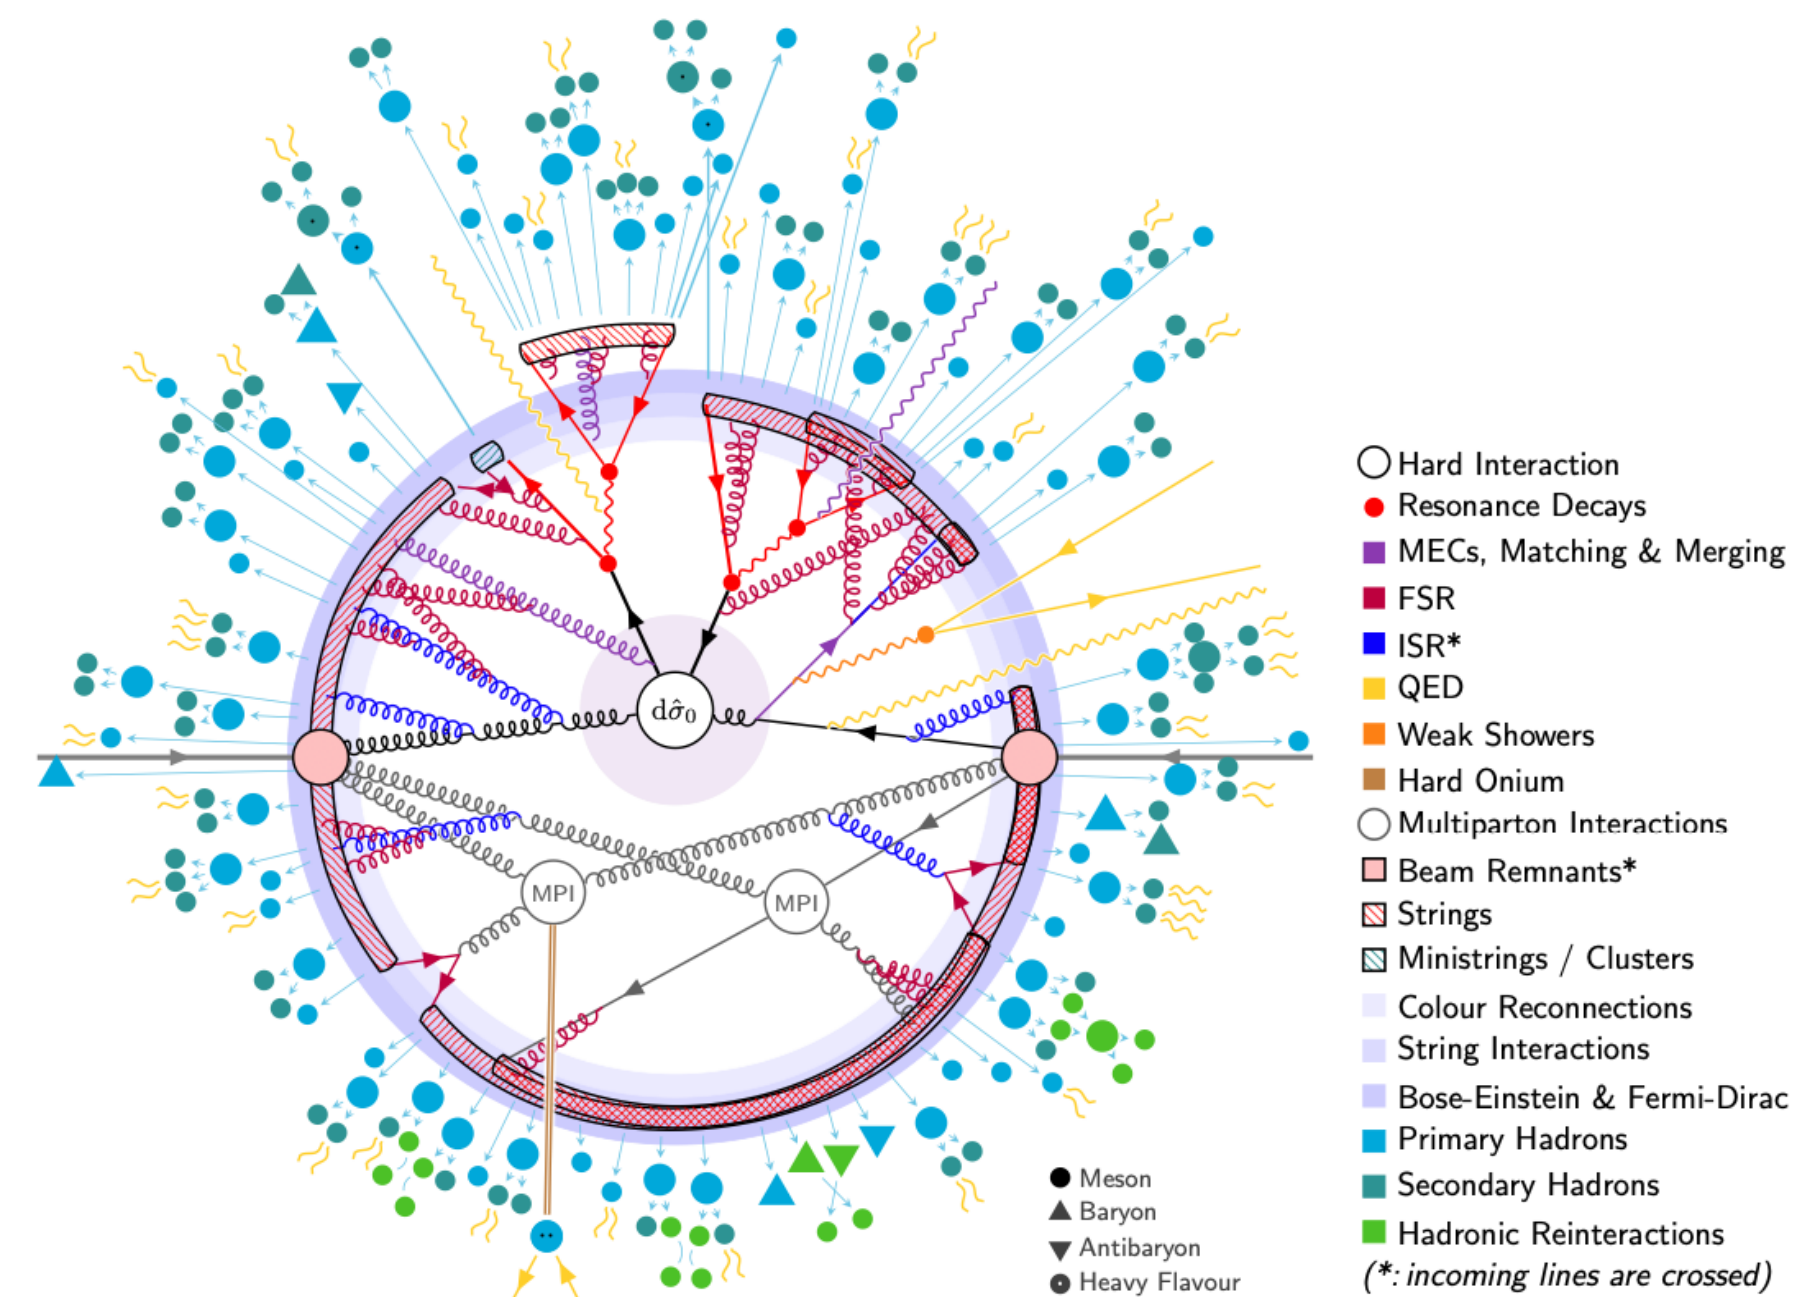 dσ̂₀
MPI
MPI
Hard Interaction
Resonance Decays
MECs, Matching & Merging
FSR
ISR*
QED
Weak Showers
Hard Onium
Multiparton Interactions
Beam Remnants*
Strings
Ministrings / Clusters
Colour Reconnections
String Interactions
Bose-Einstein & Fermi-Dirac
Primary Hadrons
Secondary Hadrons
Hadronic Reinteractions
(*: incoming lines are crossed)
Meson
Baryon
Antibaryon
Heavy Flavour